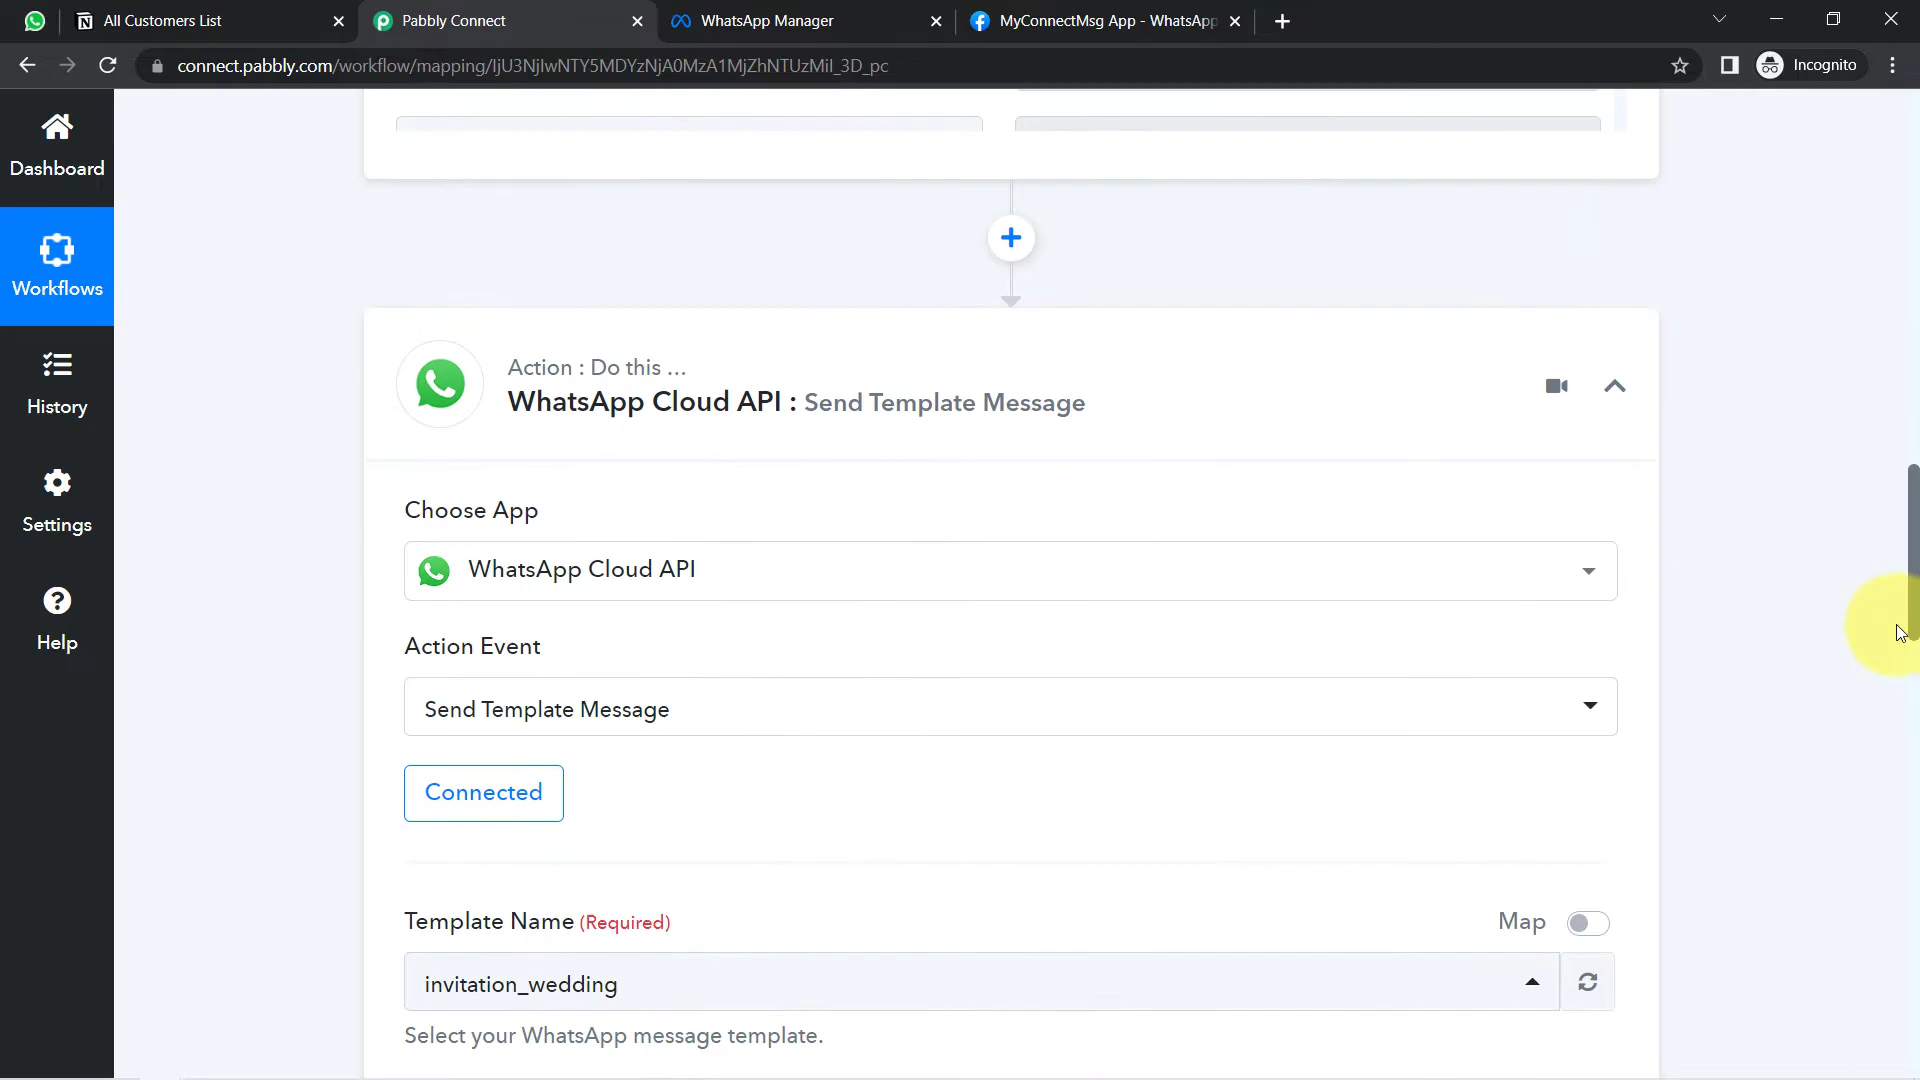 All Customers List
Pabbly Connect
WhatsApp Manager
MyConnectMsg App - WhatsApp
connect.pabbly.com/workflow/mapping/IjU3NjIwNTY5MDYzNjA0MzA1MjZhNTUzMiI_3D_pc
Incognito
Dashboard
Workflows
History
Settings
Help
Action : Do this ...
WhatsApp Cloud API : Send Template Message
Choose App
WhatsApp Cloud API
Action Event
Send Template Message
Connected
Template Name (Required)
Map
invitation_wedding
Select your WhatsApp message template.